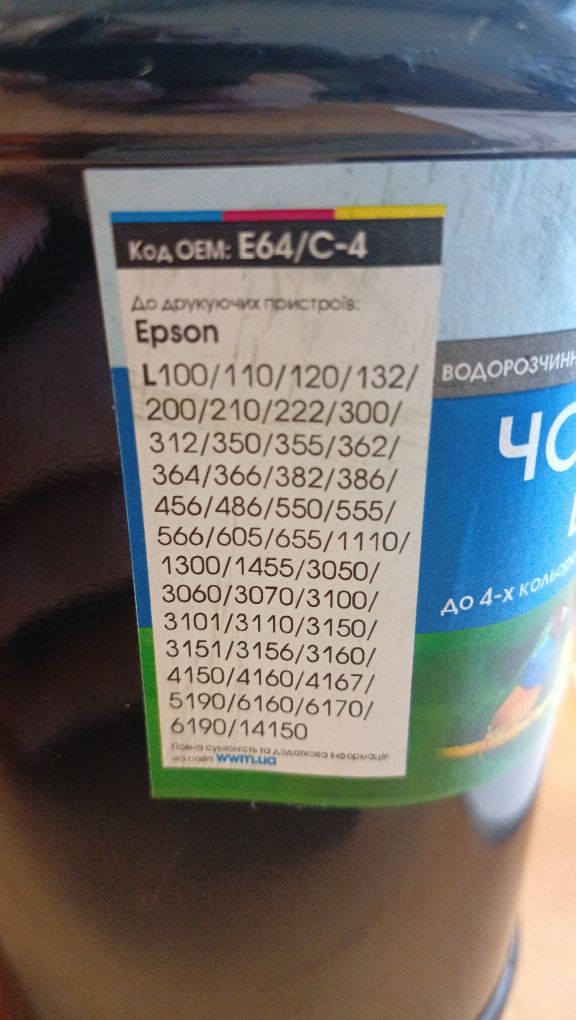 Код OEM: E64/C-4
До друкуючих пристроїв:
Epson
L100/110/120/132/
200/210/222/300/
312/350/355/362/
364/366/382/386/
456/486/550/555/
566/605/655/1110/
1300/1455/3050/
3060/3070/3100/
3101/3110/3150/
3151/3156/3160/
4150/4160/4167/
5190/6160/6170/
6190/14150
Повна сумісність та додаткова інформація
на сайті wwm.ua
ВОДОРОЗЧИНН
ЧО
до 4-х кольоро